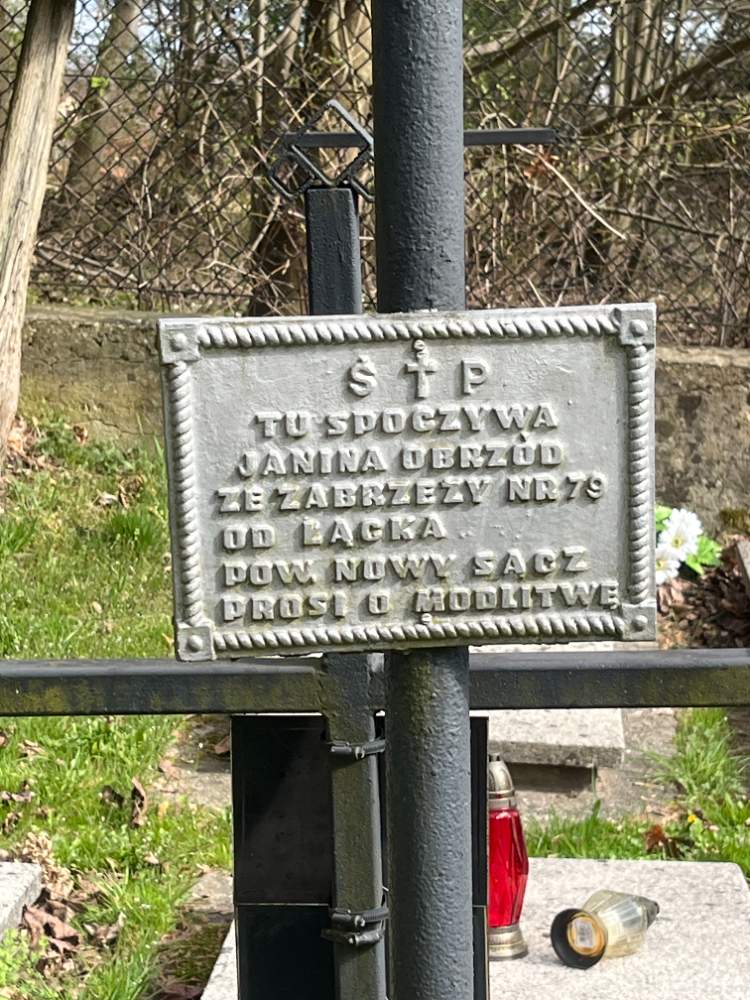 Ś † P
TU SPOCZYWA
JANINA OBRZÓD
ZE ZABRZEZY NR 79
OD ŁĄCKA
POW. NOWY SĄCZ
PROSI O MODLITWĘ